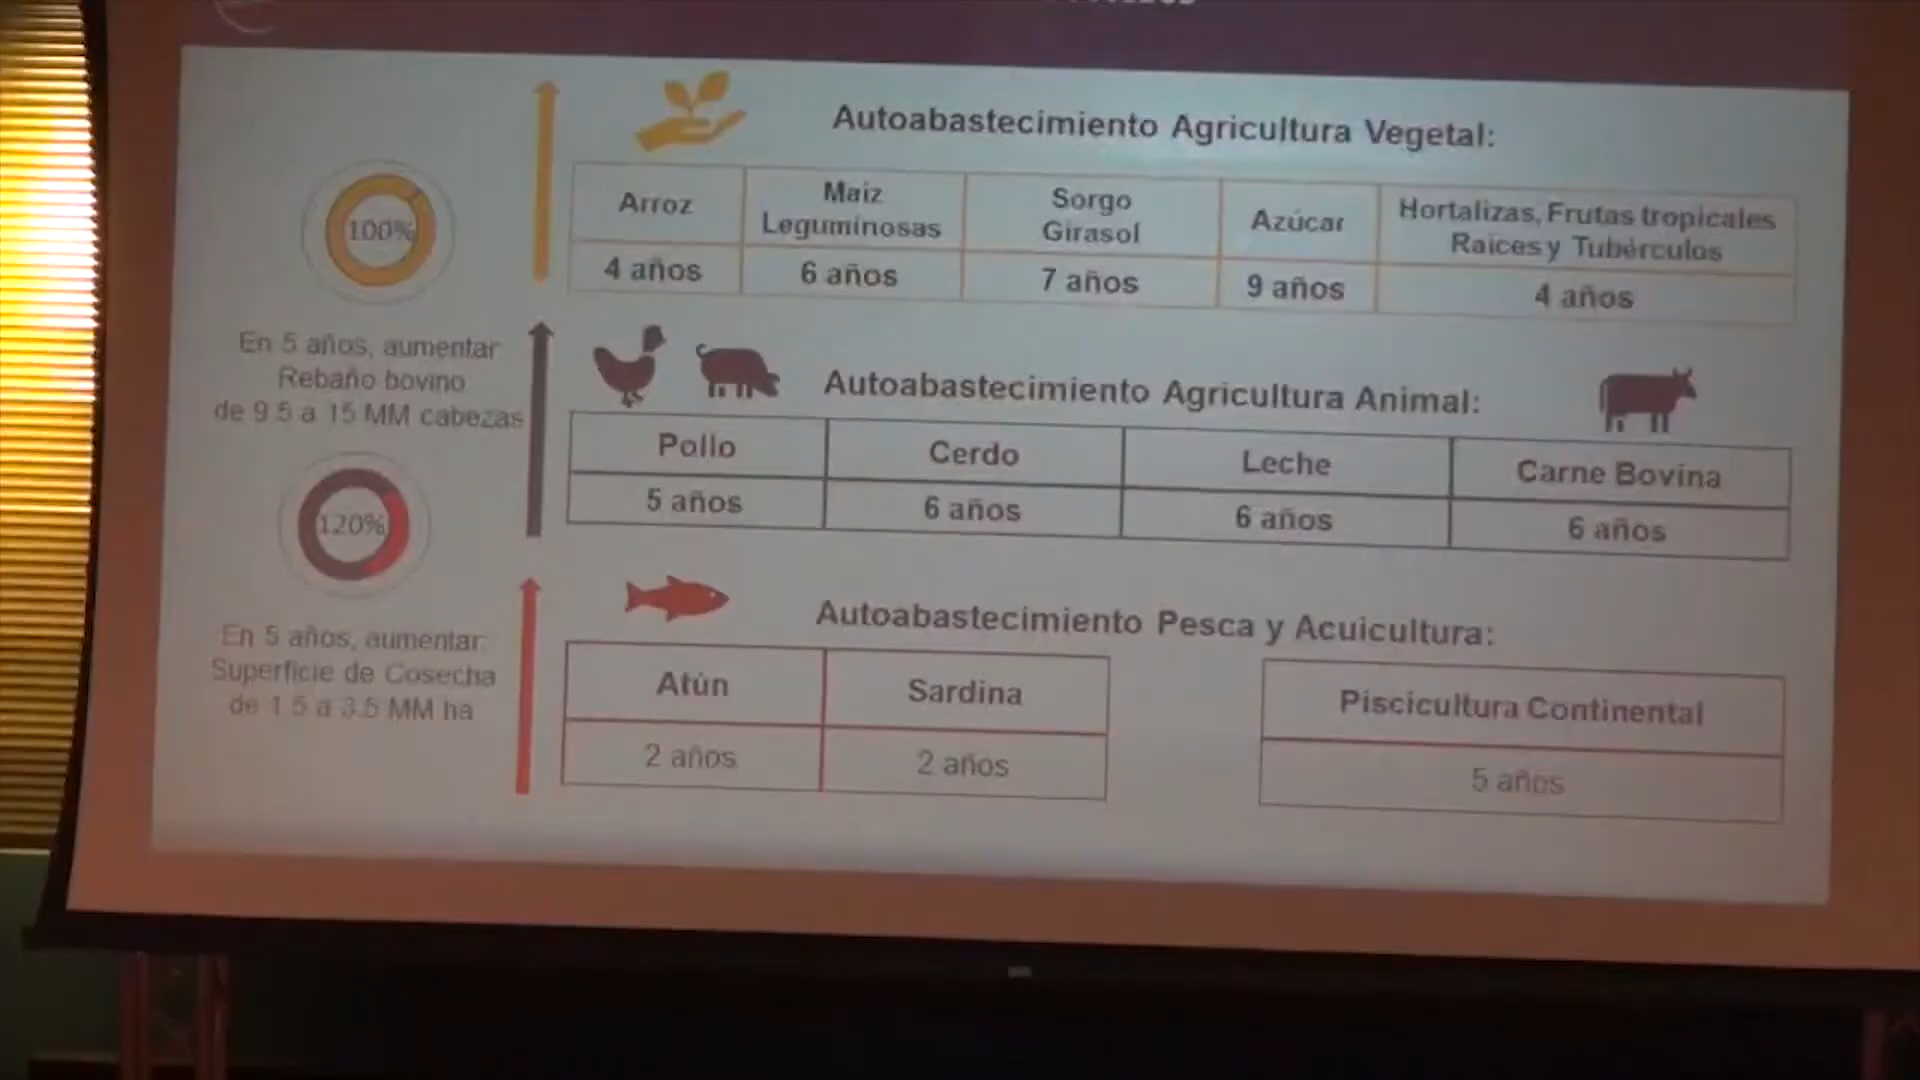 Autoabastecimiento Agricultura Vegetal:
100%
Arroz
Maiz
Leguminosas
Sorgo
Girasol
Azúcar
Hortalizas, Frutas tropicales
Raices y Tubérculos
4 años
6 años
7 años
9 años
4 años
En 5 años, aumentar:
Rebaño bovino
de 9.5 a 15 MM cabezas
Autoabastecimiento Agricultura Animal:
Pollo
Cerdo
Leche
Carne Bovina
5 años
6 años
6 años
6 años
120%
En 5 años, aumentar:
Superficie de Cosecha
de 1.5 a 3.5 MM ha
Autoabastecimiento Pesca y Acuicultura:
Atún
Sardina
Piscicultura Continental
2 años
2 años
5 años